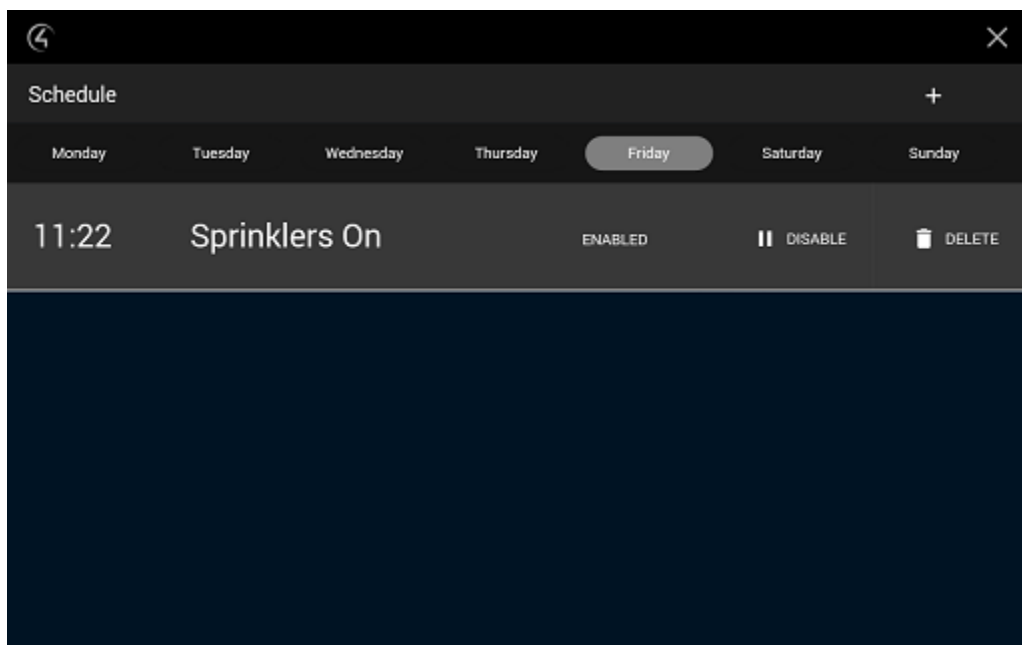 Schedule +
Monday Tuesday Wednesday Thursday Friday Saturday Sunday
11:22 Sprinklers On ENABLED DISABLE DELETE